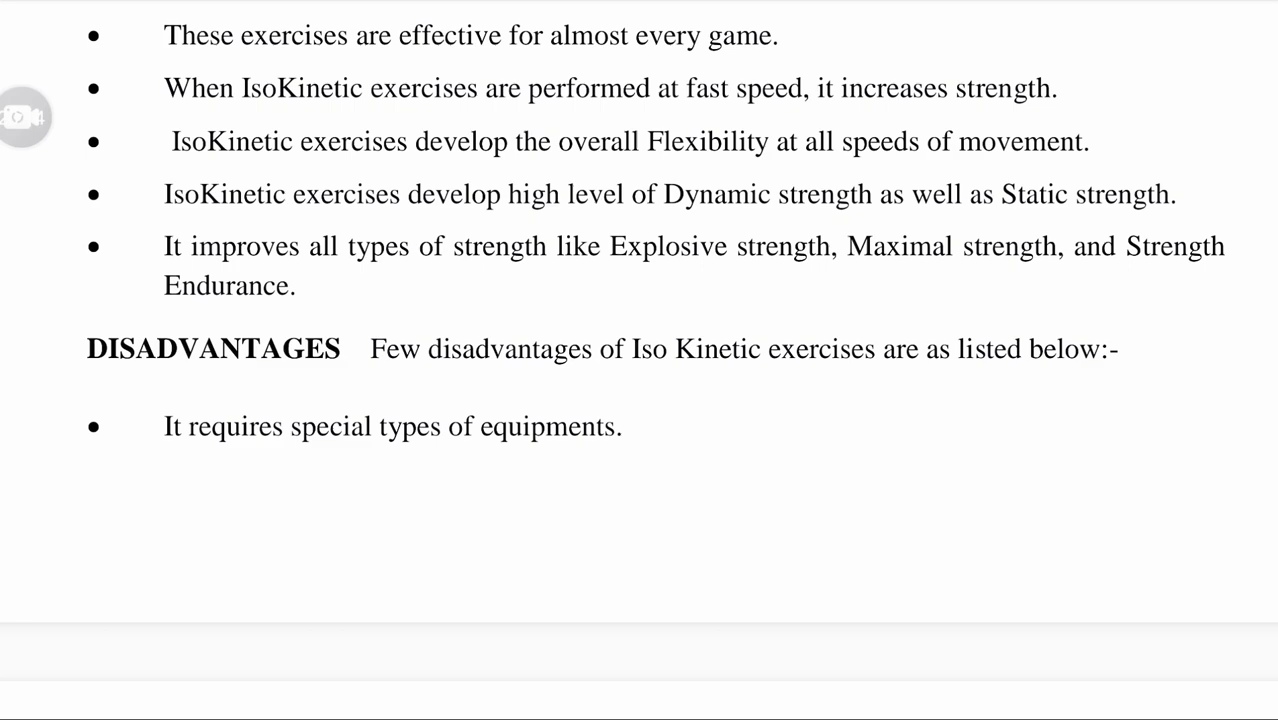 • These exercises are effective for almost every game.
• When IsoKinetic exercises are performed at fast speed, it increases strength.
• IsoKinetic exercises develop the overall Flexibility at all speeds of movement.
• IsoKinetic exercises develop high level of Dynamic strength as well as Static strength.
• It improves all types of strength like Explosive strength, Maximal strength, and Strength
Endurance.
DISADVANTAGES Few disadvantages of Iso Kinetic exercises are as listed below:-
• It requires special types of equipments.